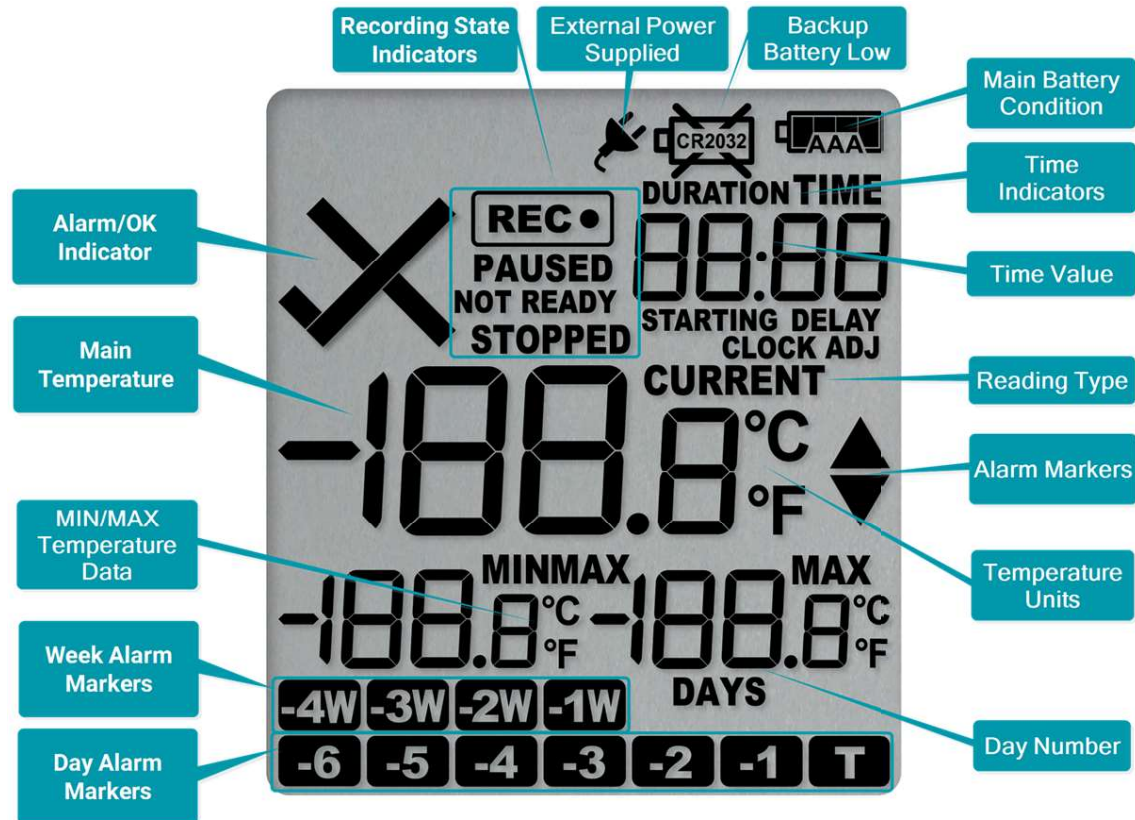 Recording State
Indicators
External Power
Supplied
Backup
Battery Low
Main Battery
Condition
CR2032
AAA
Time
Indicators
DURATION TIME
Alarm/OK
Indicator
REC
88:88
Time Value
PAUSED
NOT READY
STOPPED
STARTING DELAY
CLOCK ADJ
Main
Temperature
CURRENT
Reading Type
-188.8 °C
°F
Alarm Markers
MIN/MAX
Temperature
Data
MINMAX
MAX
Temperature
Units
-188.8 °C
°F
-188.8 °C
°F
Week Alarm
Markers
-4W -3W -2W -1W
DAYS
Day Number
Day Alarm
Markers
-6 -5 -4 -3 -2 -1 T